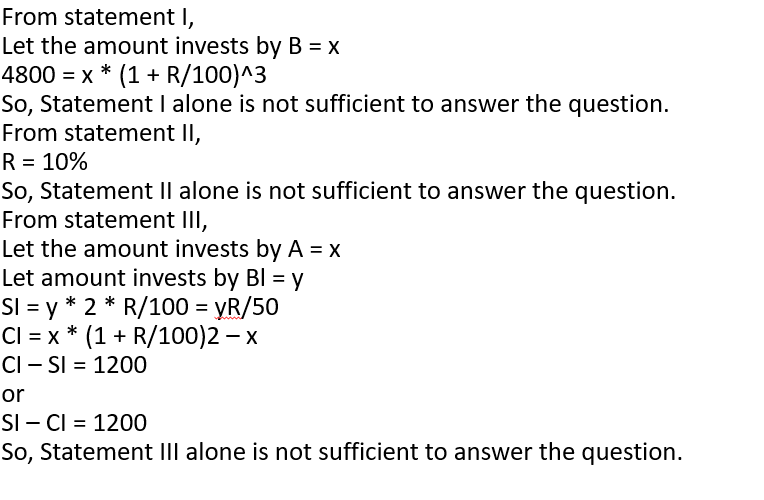 From statement I,
Let the amount invests by B = x
4800 = x * (1 + R/100)^3
So, Statement I alone is not sufficient to answer the question.
From statement II,
R = 10%
So, Statement II alone is not sufficient to answer the question.
From statement III,
Let the amount invests by A = x
Let amount invests by Bl = y
SI = y * 2 * R/100 = yR/50
CI = x * (1 + R/100)2 – x
CI – SI = 1200
or
SI – CI = 1200
So, Statement III alone is not sufficient to answer the question.